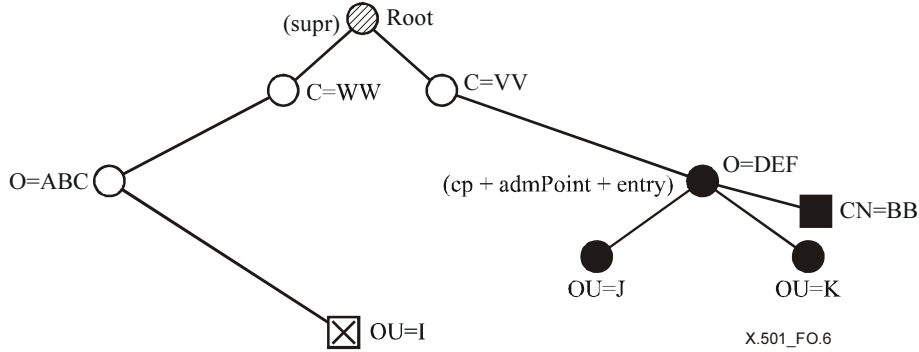 (supr) Root
C=WW
C=VV
O=ABC
O=DEF
(cp + admPoint + entry)
CN=BB
OU=J
OU=K
OU=I
X.501_FO.6